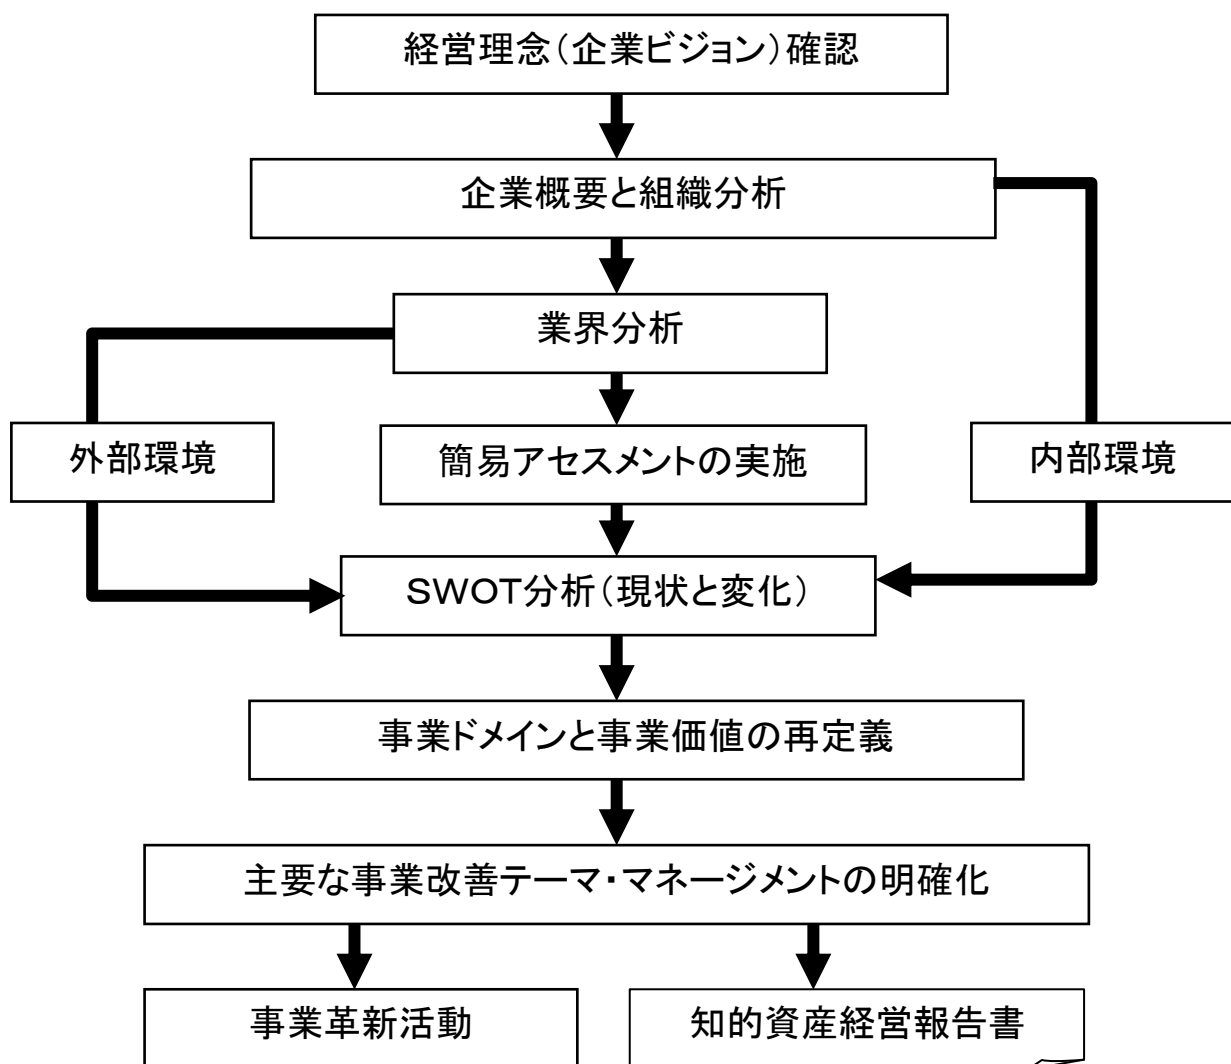 経営理念（企業ビジョン）確認
企業概要と組織分析
業界分析
外部環境
簡易アセスメントの実施
内部環境
ＳＷＯＴ分析（現状と変化）
事業ドメインと事業価値の再定義
主要な事業改善テーマ・マネージメントの明確化
事業革新活動
知的資産経営報告書